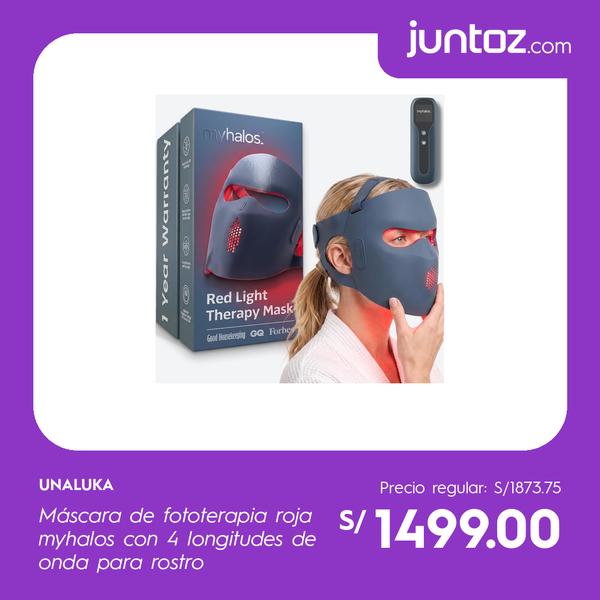 juntoz.com
myhalos
1 Year Warranty
Red Light
Therapy Mask
Good Housekeeping GQ Forbes
UNALUKA
Máscara de fototerapia roja
myhalos con 4 longitudes de
onda para rostro
Precio regular: S/1873.75
S/ 1499.00